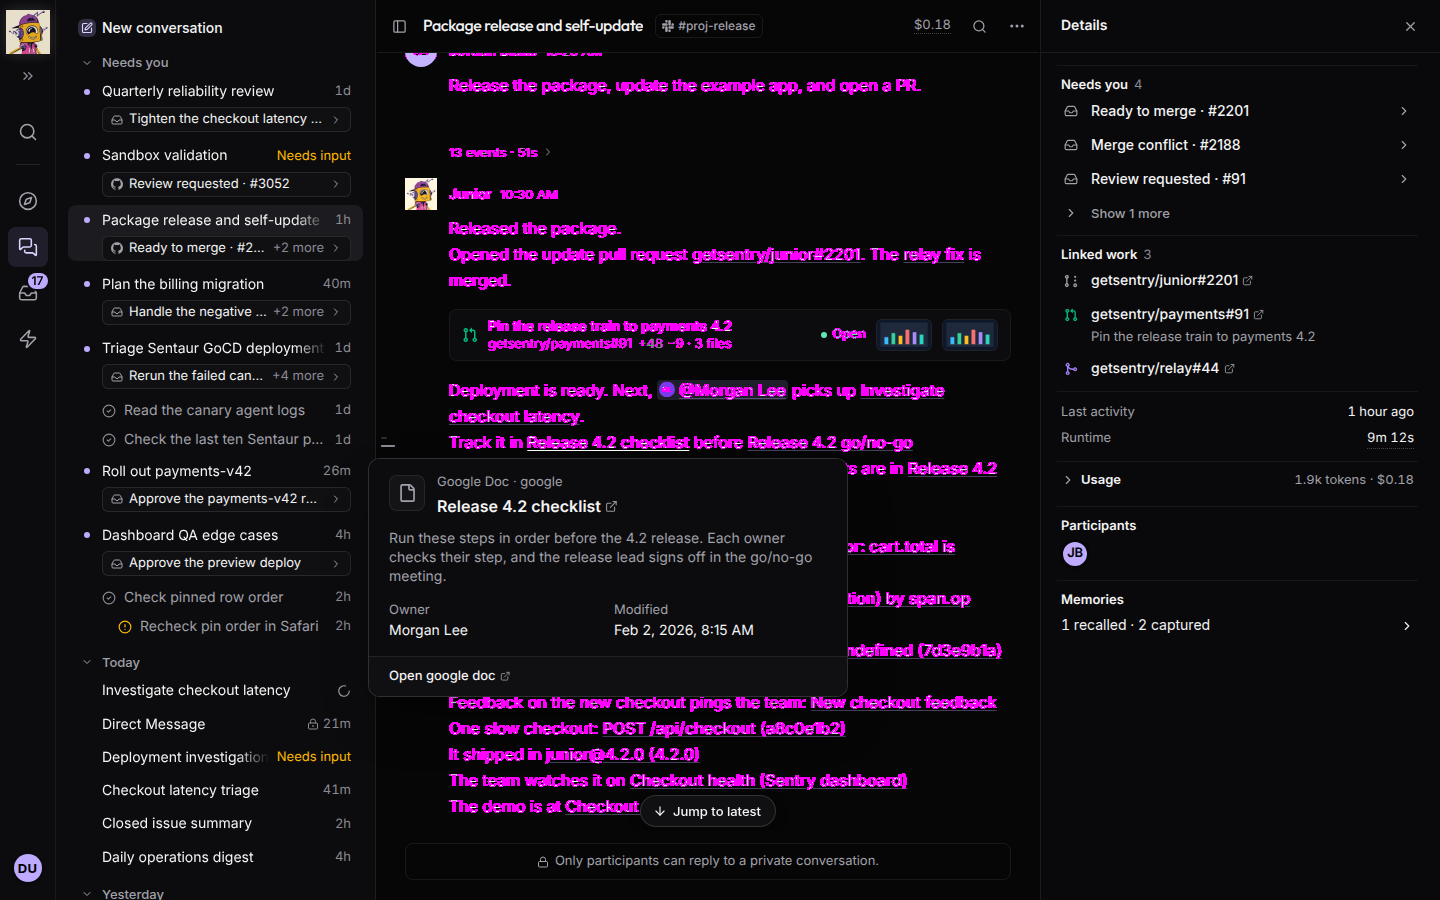 New conversation
Needs you
Quarterly reliability review 1d
Tighten the checkout latency ...
Sandbox validation Needs input
Review requested · #3052
Package release and self-update 1h
Ready to merge · #2... +2 more
Plan the billing migration 40m
Handle the negative ... +2 more
Triage Sentaur GoCD deployment 1d
Rerun the failed can... +4 more
Read the canary agent logs 1d
Check the last ten Sentaur p... 1d
Roll out payments-v42 26m
Approve the payments-v42 r...
Dashboard QA edge cases 4h
Approve the preview deploy
Check pinned row order 2h
Recheck pin order in Safari 2h
Today
Investigate checkout latency
Direct Message 21m
Deployment investigation Needs input
Checkout latency triage 41m
Closed issue summary 2h
Daily operations digest 4h
Yesterday
17
DU
Package release and self-update #proj-release $0.18
Release the package, update the example app, and open a PR.
13 events · 51s
Junior 10:30 AM
Released the package.
Opened the update pull request getsentry/junior#2201. The relay fix is
merged.
Pin the release train to payments 4.2
getsentry/payments#91 +48 −9 · 3 files
Open
Deployment is ready. Next, @Morgan Lee picks up Investigate
checkout latency.
Track it in Release 4.2 checklist before Release 4.2 go/no-go
s are in Release 4.2
Google Doc · google
Release 4.2 checklist
Run these steps in order before the 4.2 release. Each owner
checks their step, and the release lead signs off in the go/no-go
meeting.
Owner Modified
Morgan Lee Feb 2, 2026, 8:15 AM
Open google doc
or: cart.total is
tion) by span.op
ndefined (7d3e9b1a)
Feedback on the new checkout pings the team: New checkout feedback
One slow checkout: POST /api/checkout (a8c0e1b2)
It shipped in junior@4.2.0 (4.2.0)
The team watches it on Checkout health (Sentry dashboard)
The demo is at Checkout
Jump to latest
Only participants can reply to a private conversation.
Details
Needs you 4
Ready to merge · #2201
Merge conflict · #2188
Review requested · #91
Show 1 more
Linked work 3
getsentry/junior#2201
getsentry/payments#91
Pin the release train to payments 4.2
getsentry/relay#44
Last activity 1 hour ago
Runtime 9m 12s
Usage 1.9k tokens · $0.18
Participants
JB
Memories
1 recalled · 2 captured